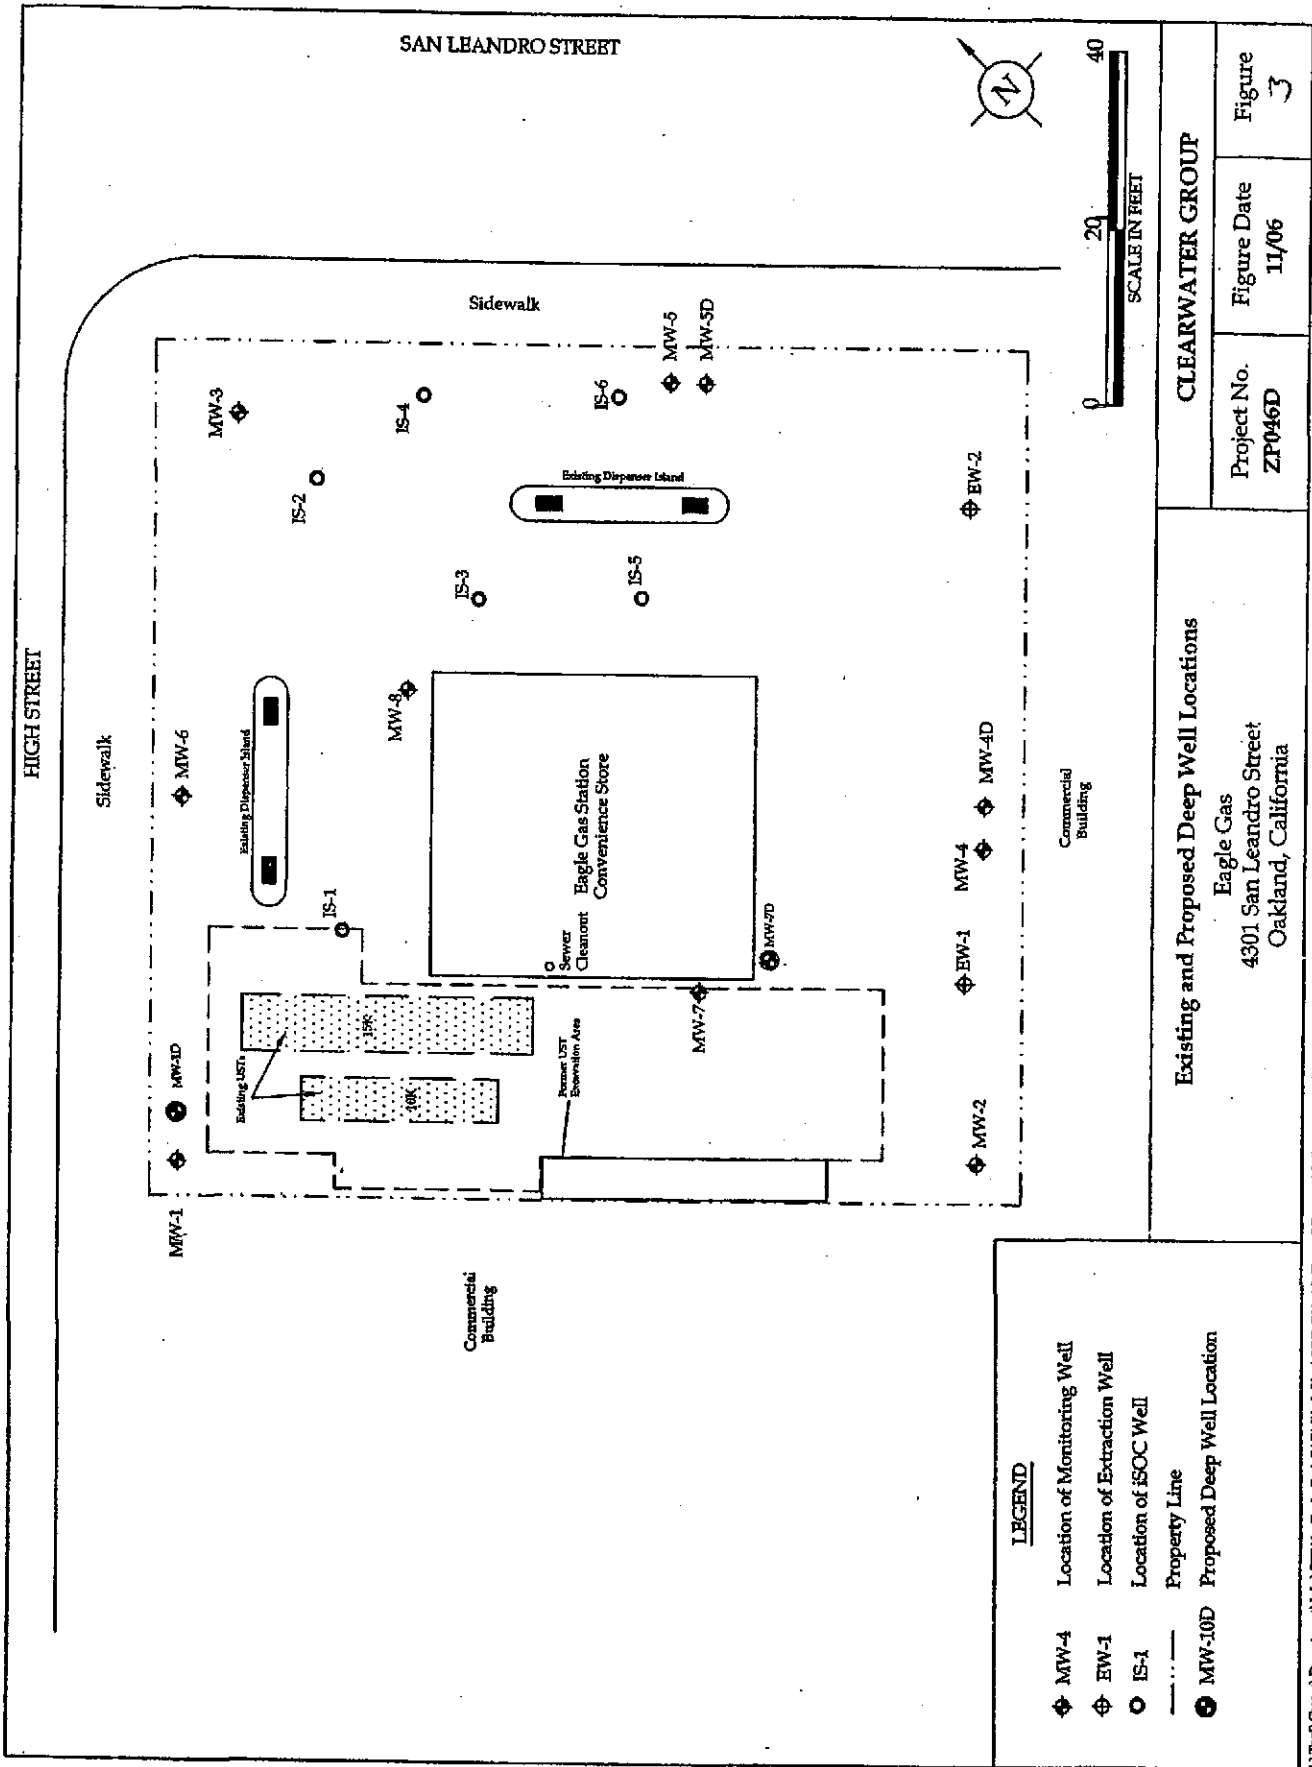 HIGH STREET
SAN LEANDRO STREET
Sidewalk
Sidewalk
MW-6
MW-3
IS-2
IS-4
IS-6
MW-5
MW-5D
Existing Dispenser Island
Existing Dispenser Island
IS-3
IS-5
EW-2
MW-8
IS-1
Eagle Gas Station
Convenience Store
Sewer
Cleanout
MW-7D
MW-7
MW-4D
MW-4
EW-1
MW-2
Commercial
Building
MW-1D
MW-1
Existing USTs
15K
10K
Former UST
Excavation Area
Commercial
Building
N
0 20 40
SCALE IN FEET
LEGEND
MW-4 Location of Monitoring Well
EW-1 Location of Extraction Well
IS-1 Location of iSOC Well
Property Line
MW-10D Proposed Deep Well Location
Existing and Proposed Deep Well Locations
Eagle Gas
4301 San Leandro Street
Oakland, California
CLEARWATER GROUP
Project No.
ZP046D
Figure Date
11/06
Figure
3